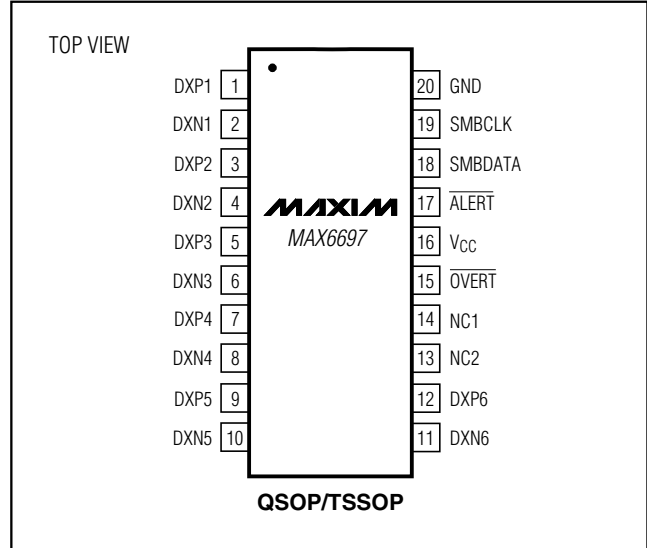 TOP VIEW
DXP1 1
DXN1 2
DXP2 3
DXN2 4
DXP3 5
DXN3 6
DXP4 7
DXN4 8
DXP5 9
DXN5 10
MAXIM
MAX6697
20 GND
19 SMBCLK
18 SMBDATA
17 ALERT
16 VCC
15 OVERT
14 NC1
13 NC2
12 DXP6
11 DXN6
QSOP/TSSOP